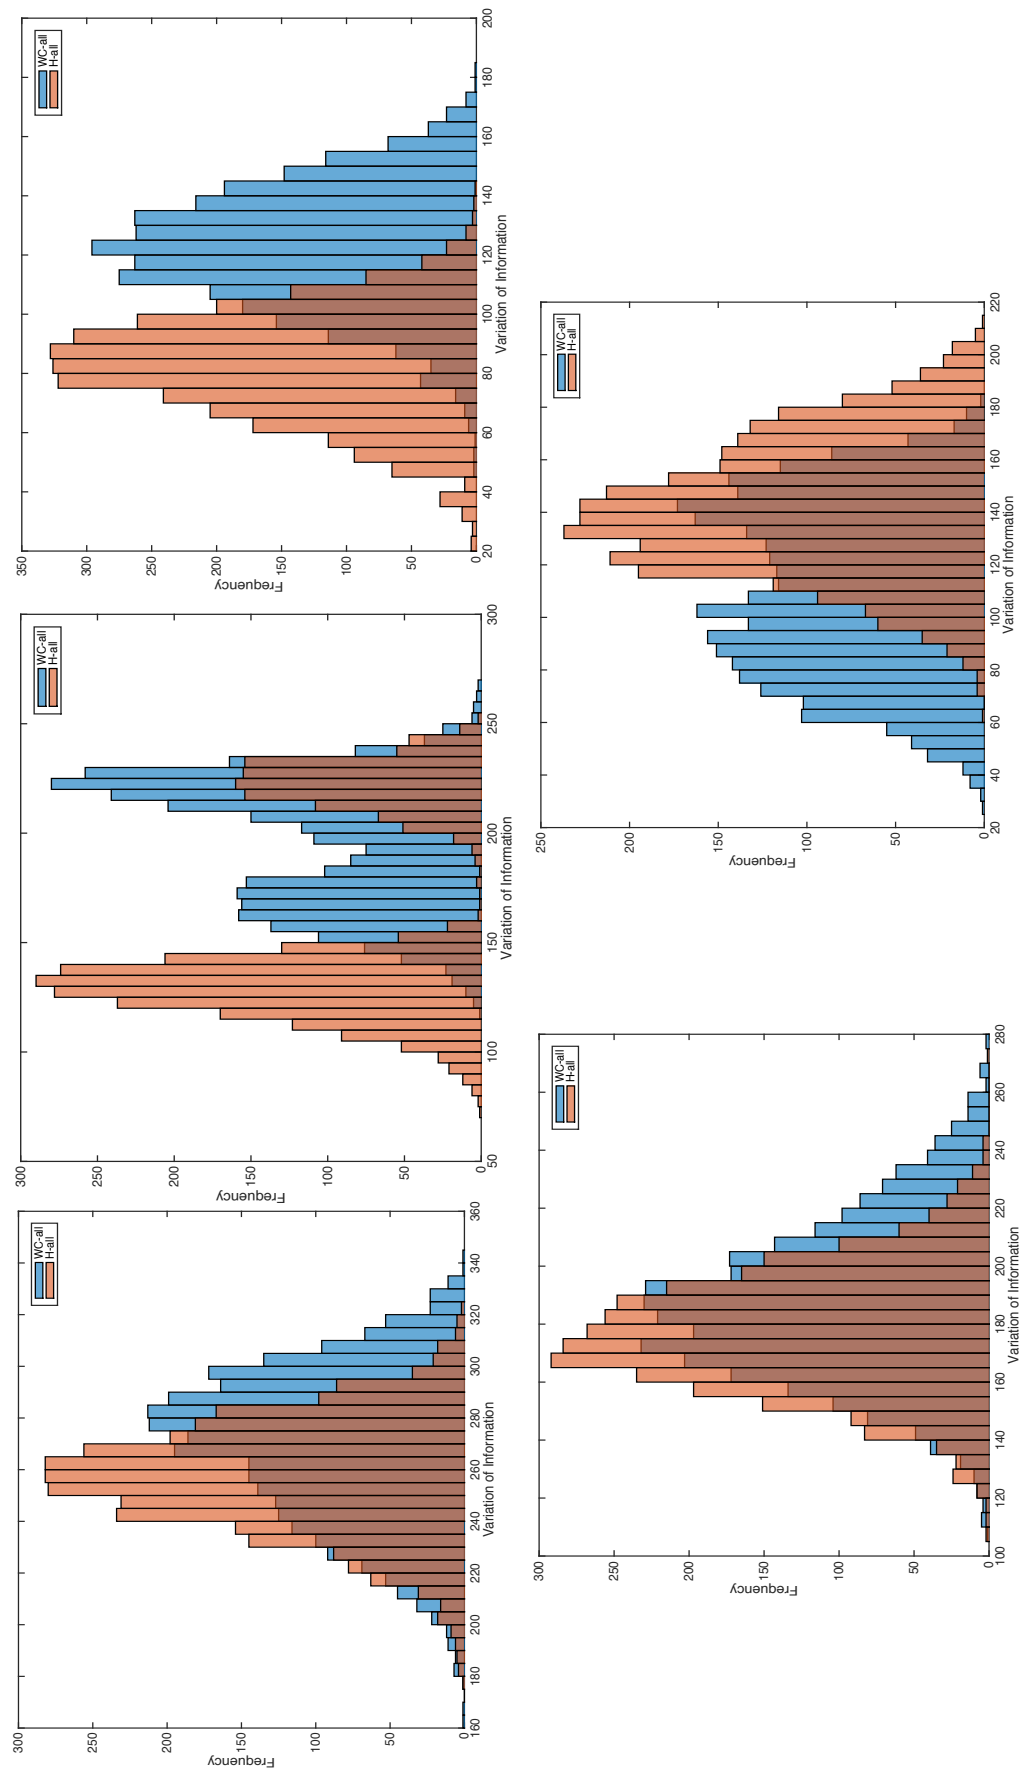 300
250
200
150
100
50
0
Frequency
WC-all
H-all
160 180 200 220 240 260 280 300 320 340 360
Variation of Information
300
250
200
150
100
50
0
Frequency
WC-all
H-all
50 100 150 200 250 300
Variation of Information
350
300
250
200
150
100
50
0
Frequency
WC-all
H-all
20 40 60 80 100 120 140 160 180 200
Variation of Information
300
250
200
150
100
50
0
Frequency
WC-all
H-all
100 120 140 160 180 200 220 240 260 280
Variation of Information
250
200
150
100
50
0
Frequency
WC-all
H-all
20 40 60 80 100 120 140 160 180 200 220
Variation of Information